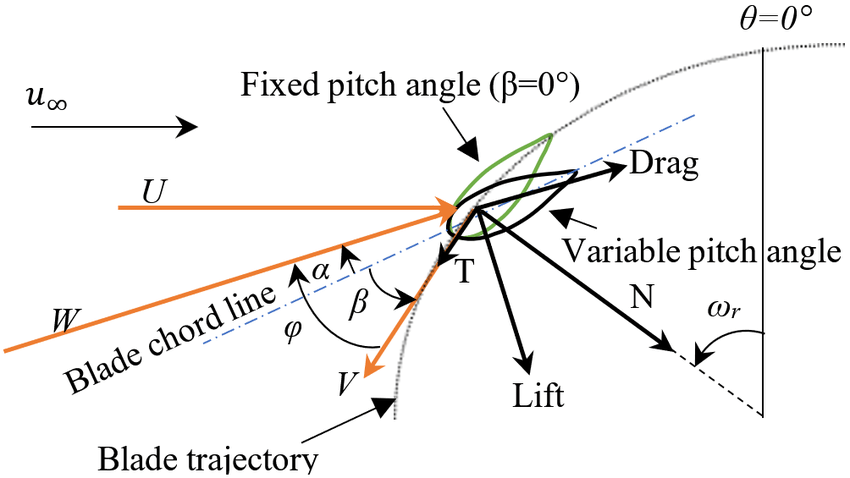 θ=0°
Fixed pitch angle (β=0°)
u∞
Drag
U
Variable pitch angle
T
α
N
Blade chord line
β
ωr
W
φ
V
Lift
Blade trajectory